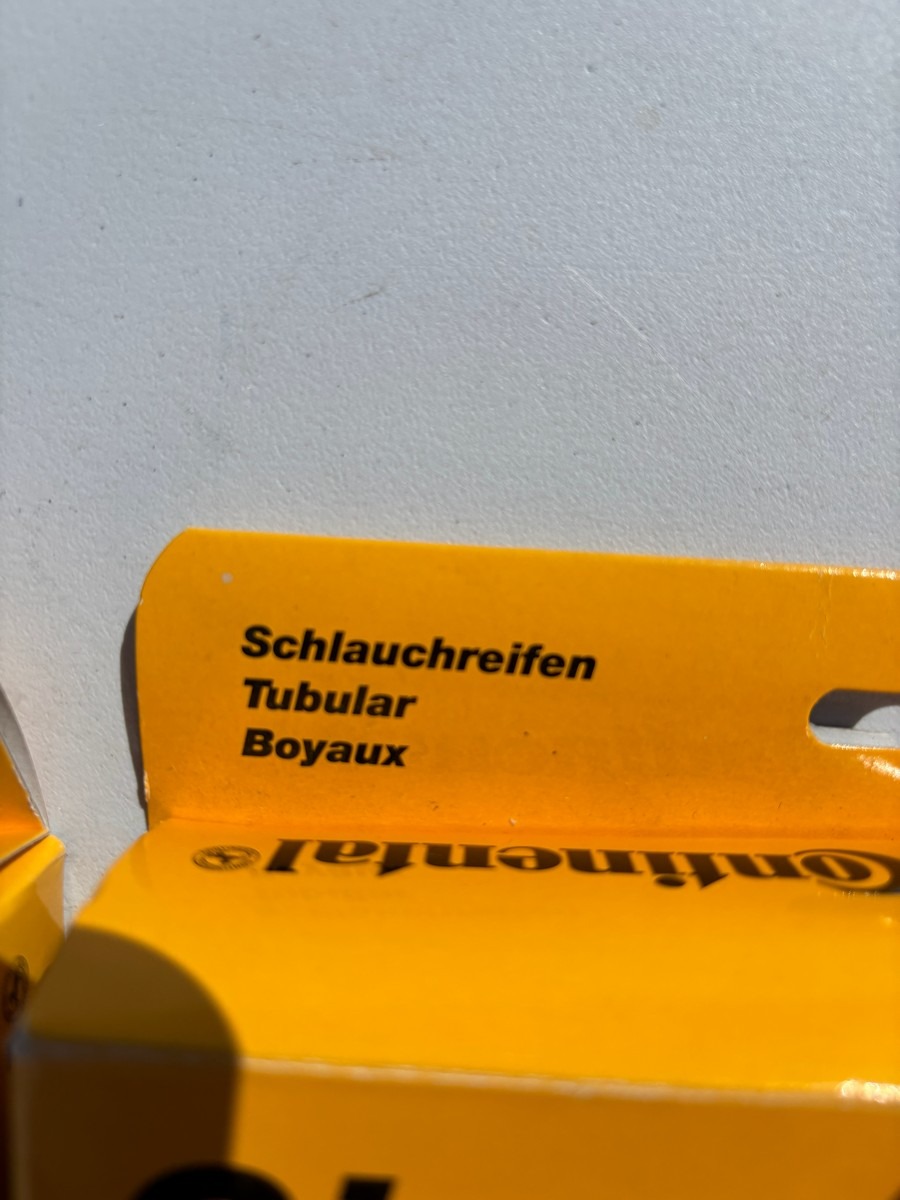 Schlauchreifen
Tubular
Boyaux
Continental